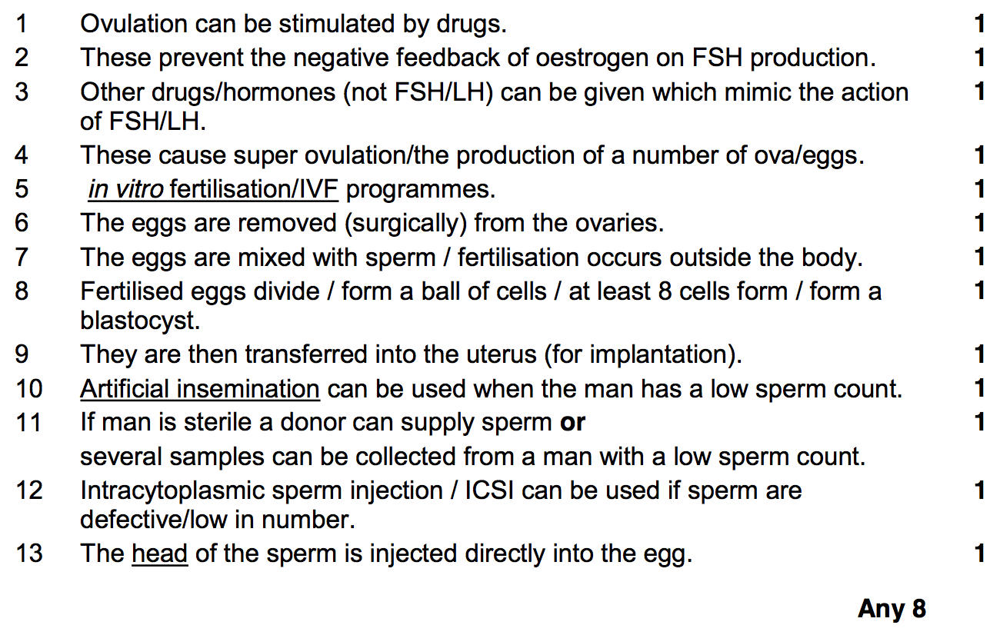 1 Ovulation can be stimulated by drugs. 1
2 These prevent the negative feedback of oestrogen on FSH production. 1
3 Other drugs/hormones (not FSH/LH) can be given which mimic the action 1
of FSH/LH.
4 These cause super ovulation/the production of a number of ova/eggs. 1
5 in vitro fertilisation/IVF programmes. 1
6 The eggs are removed (surgically) from the ovaries. 1
7 The eggs are mixed with sperm / fertilisation occurs outside the body. 1
8 Fertilised eggs divide / form a ball of cells / at least 8 cells form / form a 1
blastocyst.
9 They are then transferred into the uterus (for implantation). 1
10 Artificial insemination can be used when the man has a low sperm count. 1
11 If man is sterile a donor can supply sperm or 1
several samples can be collected from a man with a low sperm count.
12 Intracytoplasmic sperm injection / ICSI can be used if sperm are 1
defective/low in number.
13 The head of the sperm is injected directly into the egg. 1
Any 8